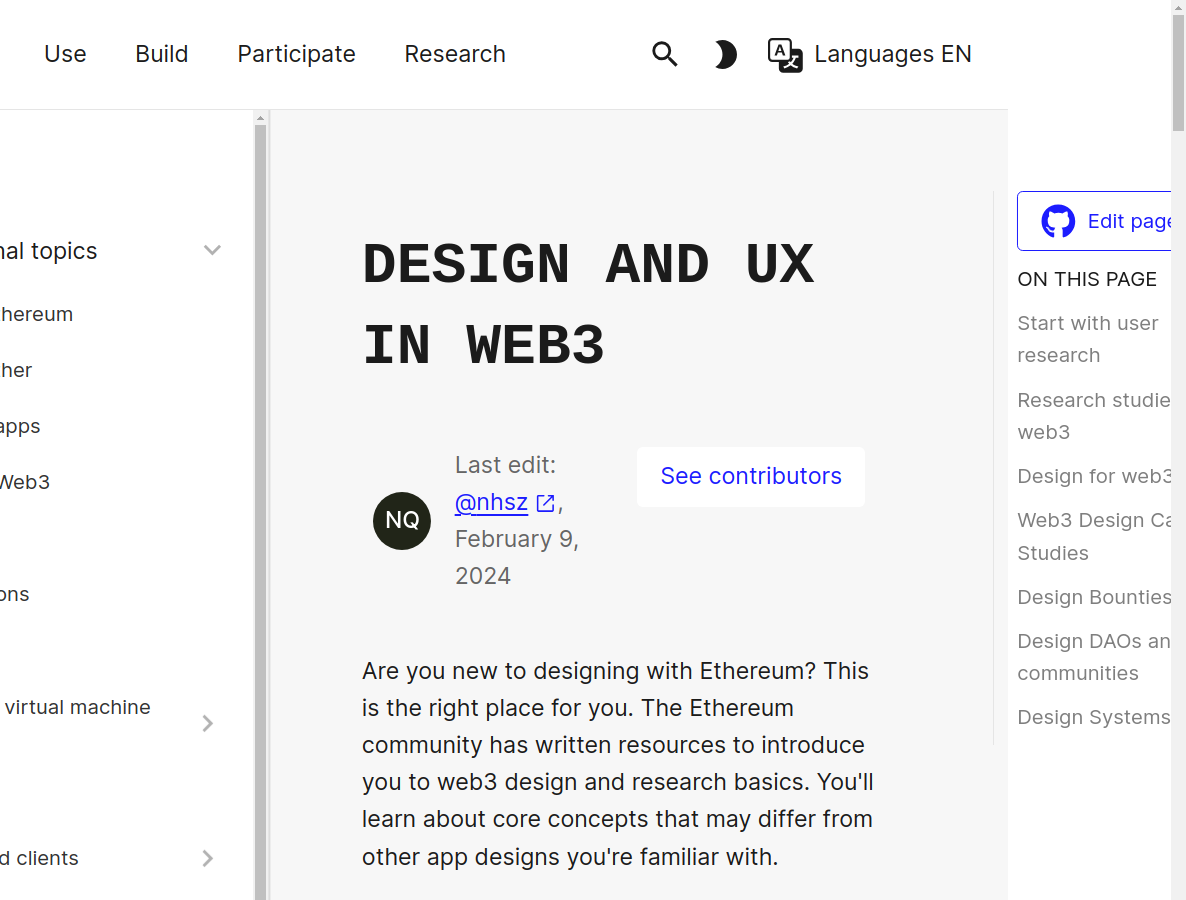 Use Build Participate Research Languages EN
nal topics
hereum
her
apps
Web3
ons
virtual machine
d clients
DESIGN AND UX
IN WEB3
NQ
Last edit:
@nhsz ,
February 9,
2024
See contributors
Are you new to designing with Ethereum? This
is the right place for you. The Ethereum
community has written resources to introduce
you to web3 design and research basics. You'll
learn about core concepts that may differ from
other app designs you're familiar with.
Edit page
ON THIS PAGE
Start with user
research
Research studie
web3
Design for web3
Web3 Design Ca
Studies
Design Bounties
Design DAOs an
communities
Design Systems